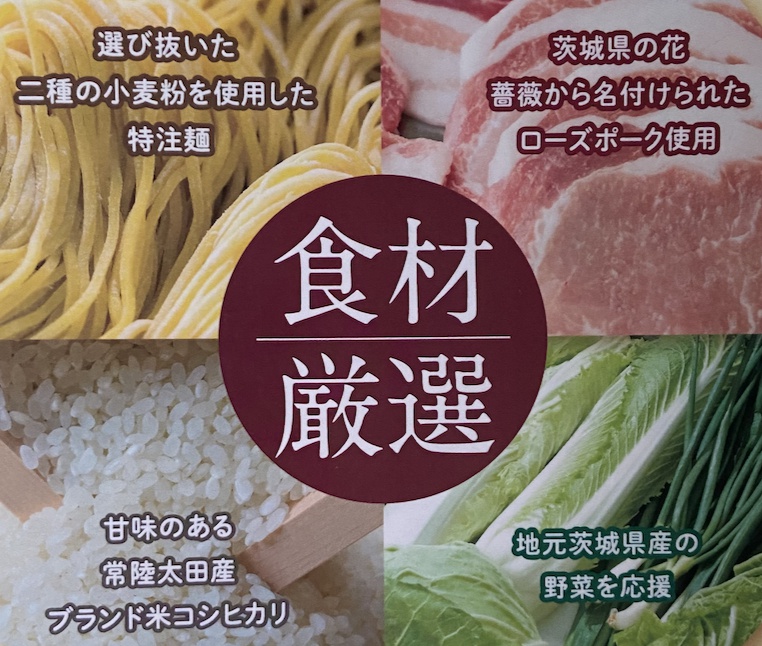 選び抜いた
二種の小麦粉を使用した
特注麺
茨城県の花
薔薇から名付けられた
ローズポーク使用
食材
厳選
甘味のある
常陸太田産
ブランド米コシヒカリ
地元茨城県産の
野菜を応援